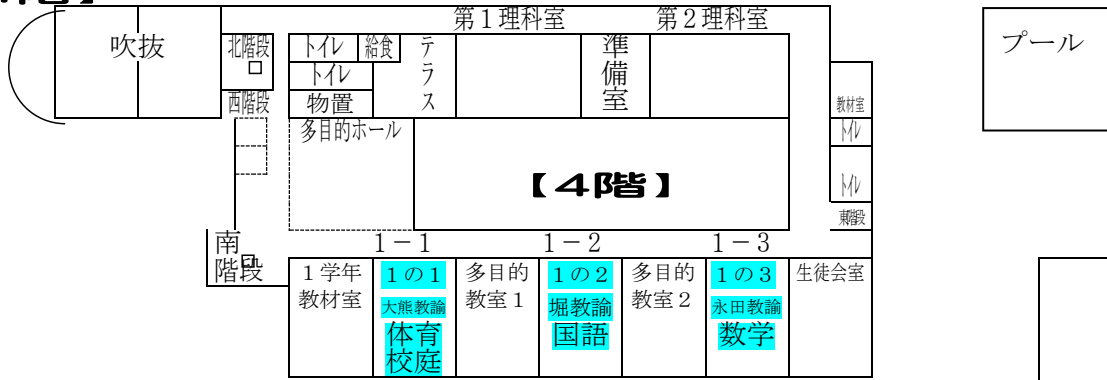 第1理科室 第2理科室
吹抜
北階段
トイレ
給食
テラス
準備室
プール
トイレ
西階段
物置
教材室
多目的ホール
トイレ
【4階】
トイレ
東階段
南階段
1-1 1-2 1-3
1学年
教材室
1の1
大熊教諭
体育
校庭
多目的
教室1
1の2
堀教諭
国語
多目的
教室2
1の3
永田教諭
数学
生徒会室